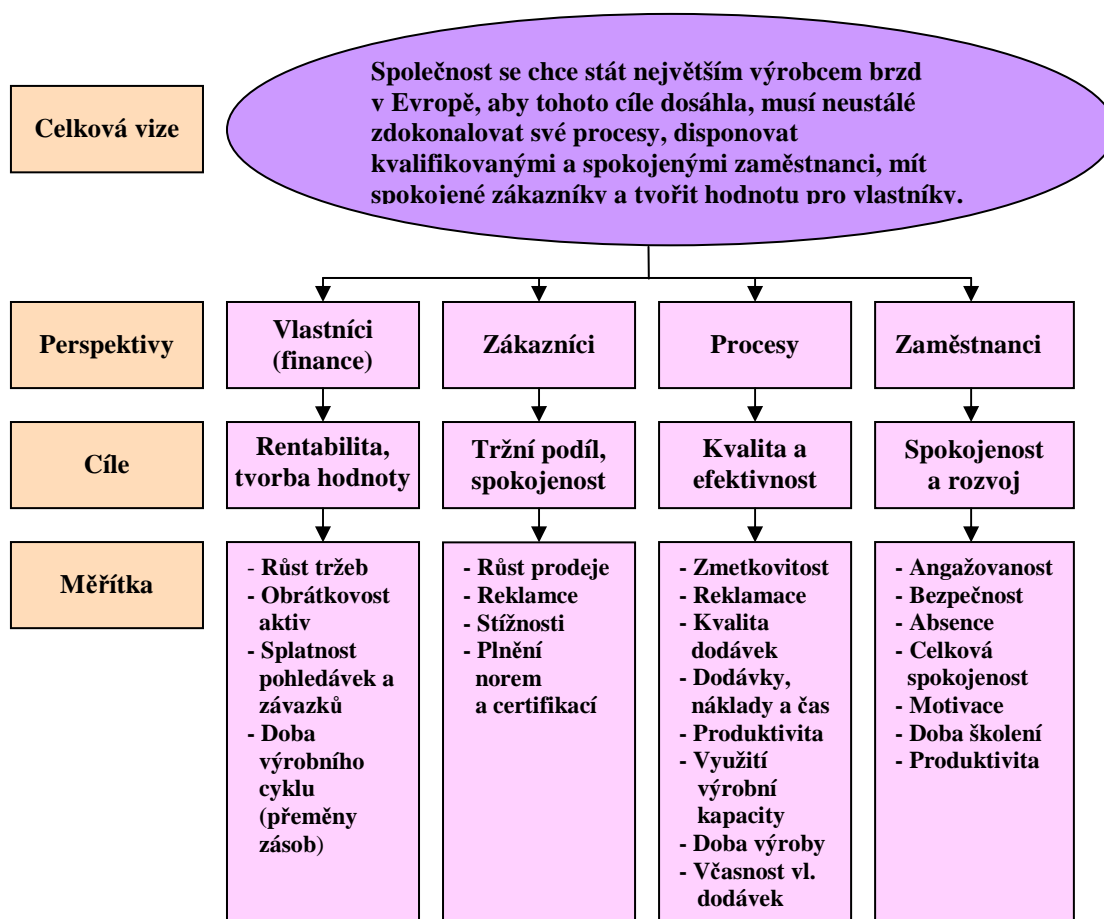 Celková vize
Společnost se chce stát největším výrobcem brzd
v Evropě, aby tohoto cíle dosáhla, musí neustálé
zdokonalovat své procesy, disponovat
kvalifikovanými a spokojenými zaměstnanci, mít
spokojené zákazníky a tvořit hodnotu pro vlastníky.
Perspektivy
Vlastníci
(finance)
Zákazníci
Procesy
Zaměstnanci
Cíle
Rentabilita,
tvorba hodnoty
Tržní podíl,
spokojenost
Kvalita a
efektivnost
Spokojenost
a rozvoj
Měřítka
- Růst tržeb
- Obrátkovost
aktiv
- Splatnost
pohledávek a
závazků
- Doba
výrobního
cyklu
(přeměny
zásob)
- Růst prodeje
- Reklamce
- Stížnosti
- Plnění
norem
a certifikací
- Zmetkovitost
- Reklamace
- Kvalita
dodávek
- Dodávky,
náklady a čas
- Produktivita
- Využití
výrobní
kapacity
- Doba výroby
- Včasnost vl.
dodávek
- Angažovanost
- Bezpečnost
- Absence
- Celková
spokojenost
- Motivace
- Doba školení
- Produktivita